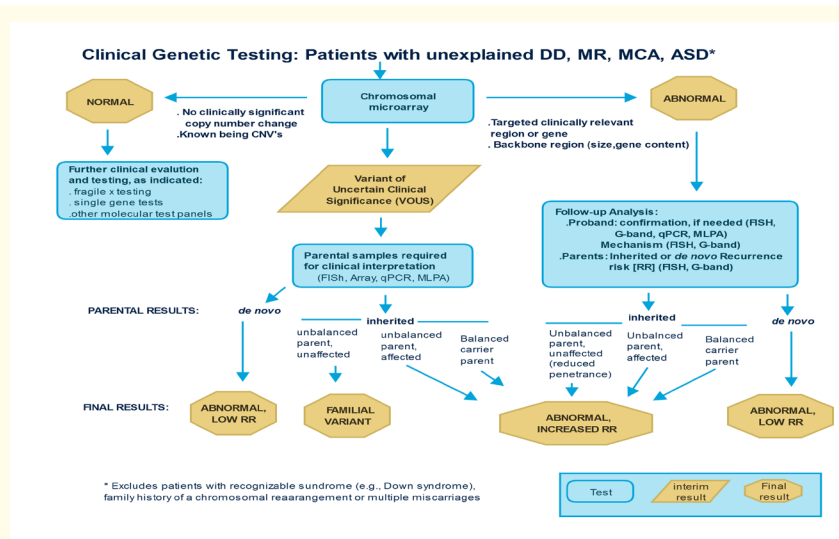 Clinical Genetic Testing: Patients with unexplained DD, MR, MCA, ASD*
NORMAL
. No clinically significant
copy number change
.Known being CNV's
Chromosomal
microarray
.Targeted clinically relevant
region or gene
. Backbone region (size,gene content)
ABNORMAL
Further clinical evalution
and testing, as indicated:
. fragile x testing
. single gene tests
.other molecular test panels
Variant of
Uncertain Clinical
Significance (VOUS)
Follow-up Analysis:
.Proband: confirmation, if needed (FISH,
G-band, qPCR, MLPA)
Mechanism (FISH, G-band)
.Parents: Inherited or de novo Recurrence
risk [RR] (FISH, G-band)
Parental samples required
for clinical interpretation
(FISh, Array, qPCR, MLPA)
PARENTAL RESULTS:
de novo
inherited
unbalanced
parent,
unaffected
unbalanced
parent,
affected
Balanced
carrier
parent
inherited
de novo
Unbalanced
parent,
unaffected
(reduced
penetrance)
Unbalnced
parent,
affected
Balanced
carrier
parent
FINAL RESULTS:
ABNORMAL,
LOW RR
FAMILIAL
VARIANT
ABNORMAL,
INCREASED RR
ABNORMAL,
LOW RR
* Excludes patients with recognizable sundrome (e.g., Down syndrome),
family history of a chromosomal reaarangement or multiple miscarriages
Test
interim
result
Final
result